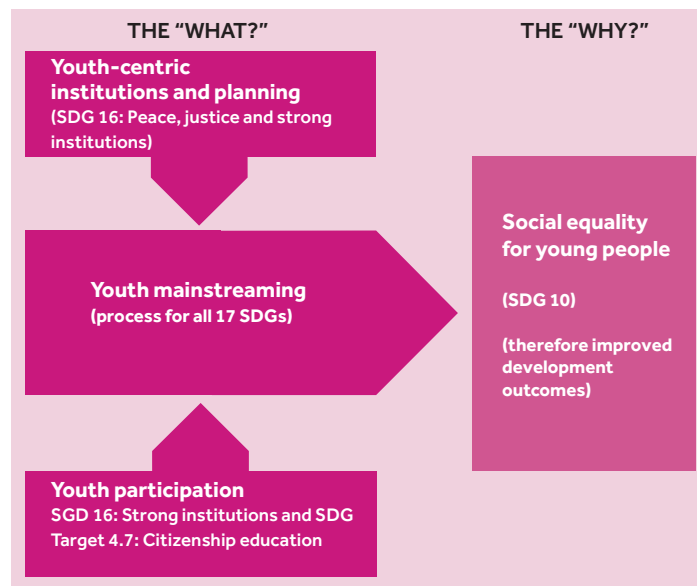 THE “WHAT?”
THE “WHY?”
Youth-centric
institutions and planning
(SDG 16: Peace, justice and strong
institutions)
Youth mainstreaming
(process for all 17 SDGs)
Youth participation
SGD 16: Strong institutions and SDG
Target 4.7: Citizenship education
Social equality
for young people
(SDG 10)
(therefore improved
development
outcomes)